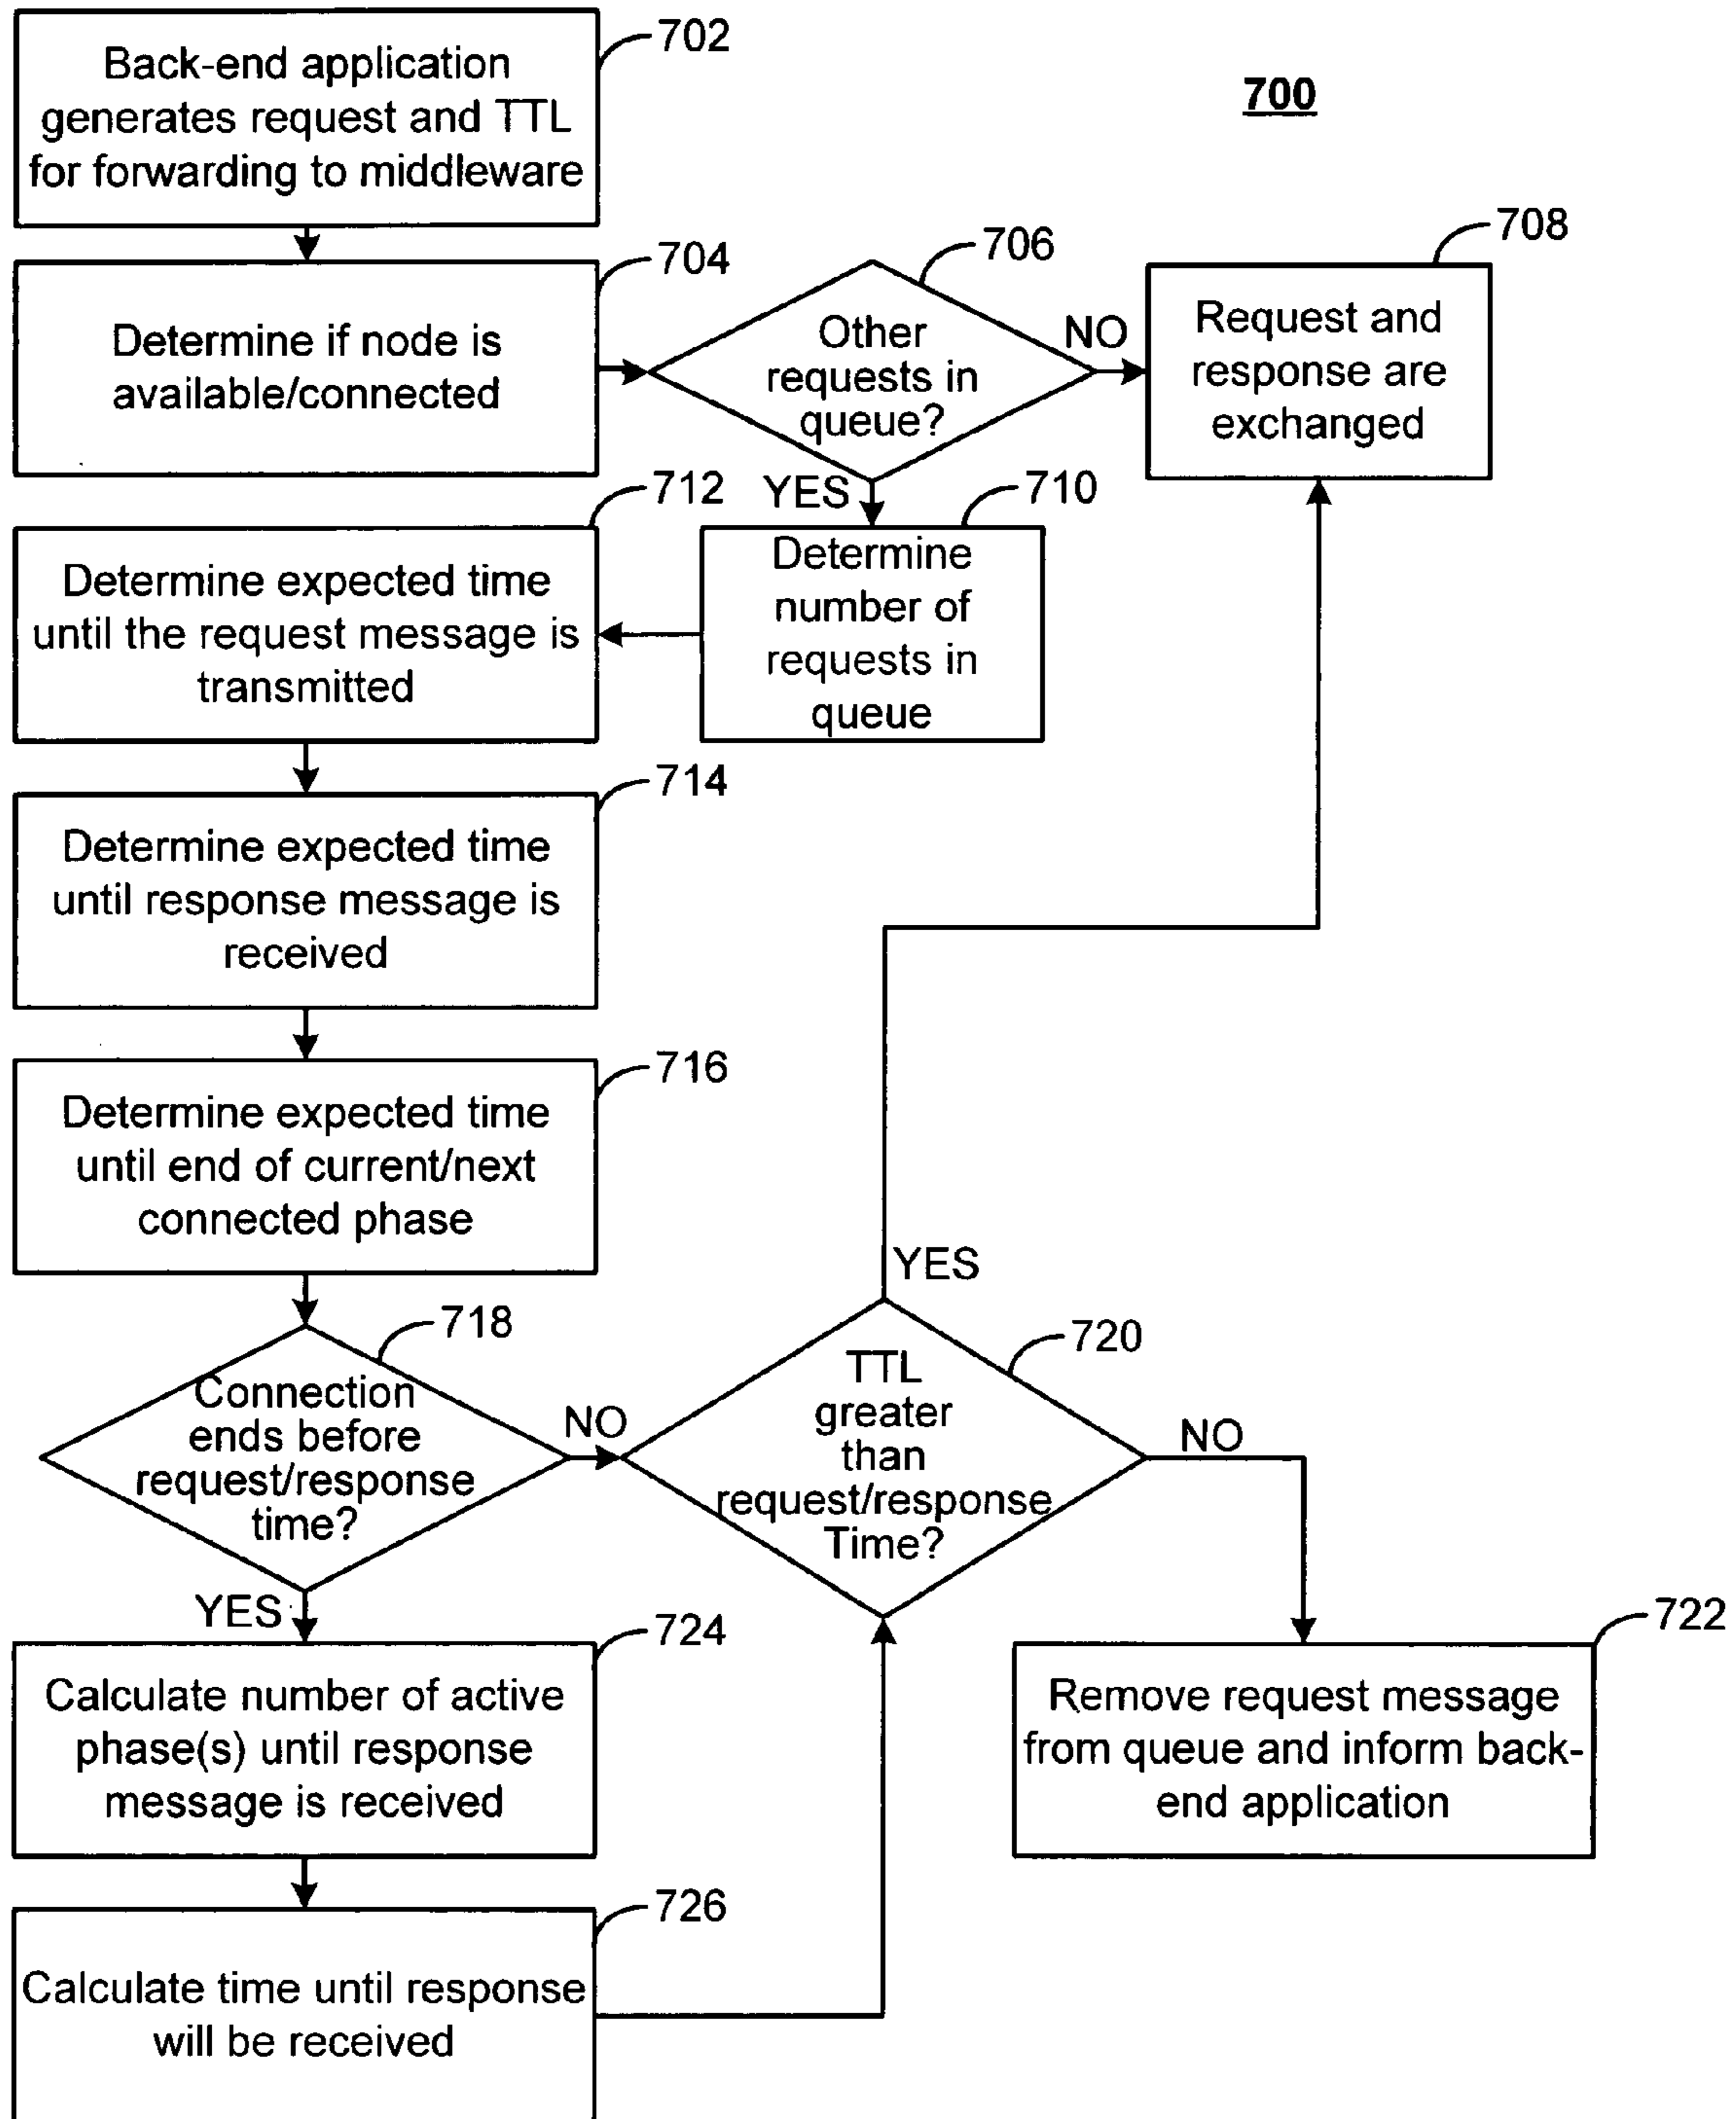 702
Back-end application
generates request and TTL
for forwarding to middleware
700
704
Determine if node is
available/connected
706
Other
requests in
queue?
NO
708
Request and
response are
exchanged
YES
710
Determine
number of
requests in
queue
712
Determine expected time
until the request message is
transmitted
714
Determine expected time
until response message is
received
716
Determine expected time
until end of current/next
connected phase
718
Connection
ends before
request/response
time?
NO
YES
720
TTL
greater
than
request/response
Time?
YES
NO
722
Remove request message
from queue and inform back-
end application
724
Calculate number of active
phase(s) until response
message is received
726
Calculate time until response
will be received